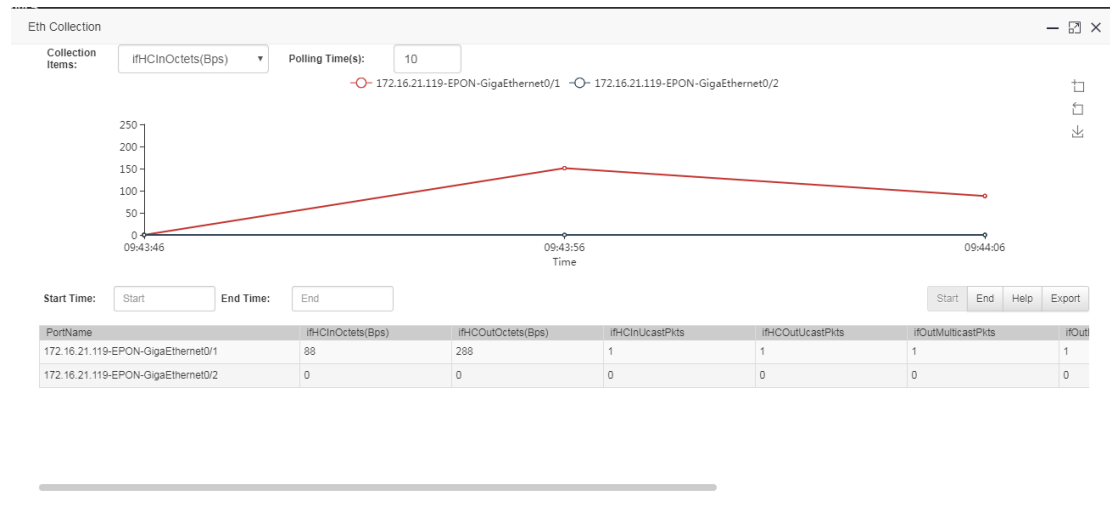 Eth Collection
Collection Items: ifHCInOctets(Bps) Polling Time(s): 10
172.16.21.119-EPON-GigaEthernet0/1 172.16.21.119-EPON-GigaEthernet0/2
250
200
150
100
50
0
09:43:46 09:43:56 09:44:06
Time
Start Time: Start End Time: End Start End Help Export
PortName ifHCInOctets(Bps) ifHCOutOctets(Bps) ifHCInUcastPkts ifHCOutUcastPkts ifOutMulticastPkts
172.16.21.119-EPON-GigaEthernet0/1 88 288 1 1 1 1
172.16.21.119-EPON-GigaEthernet0/2 0 0 0 0 0 0